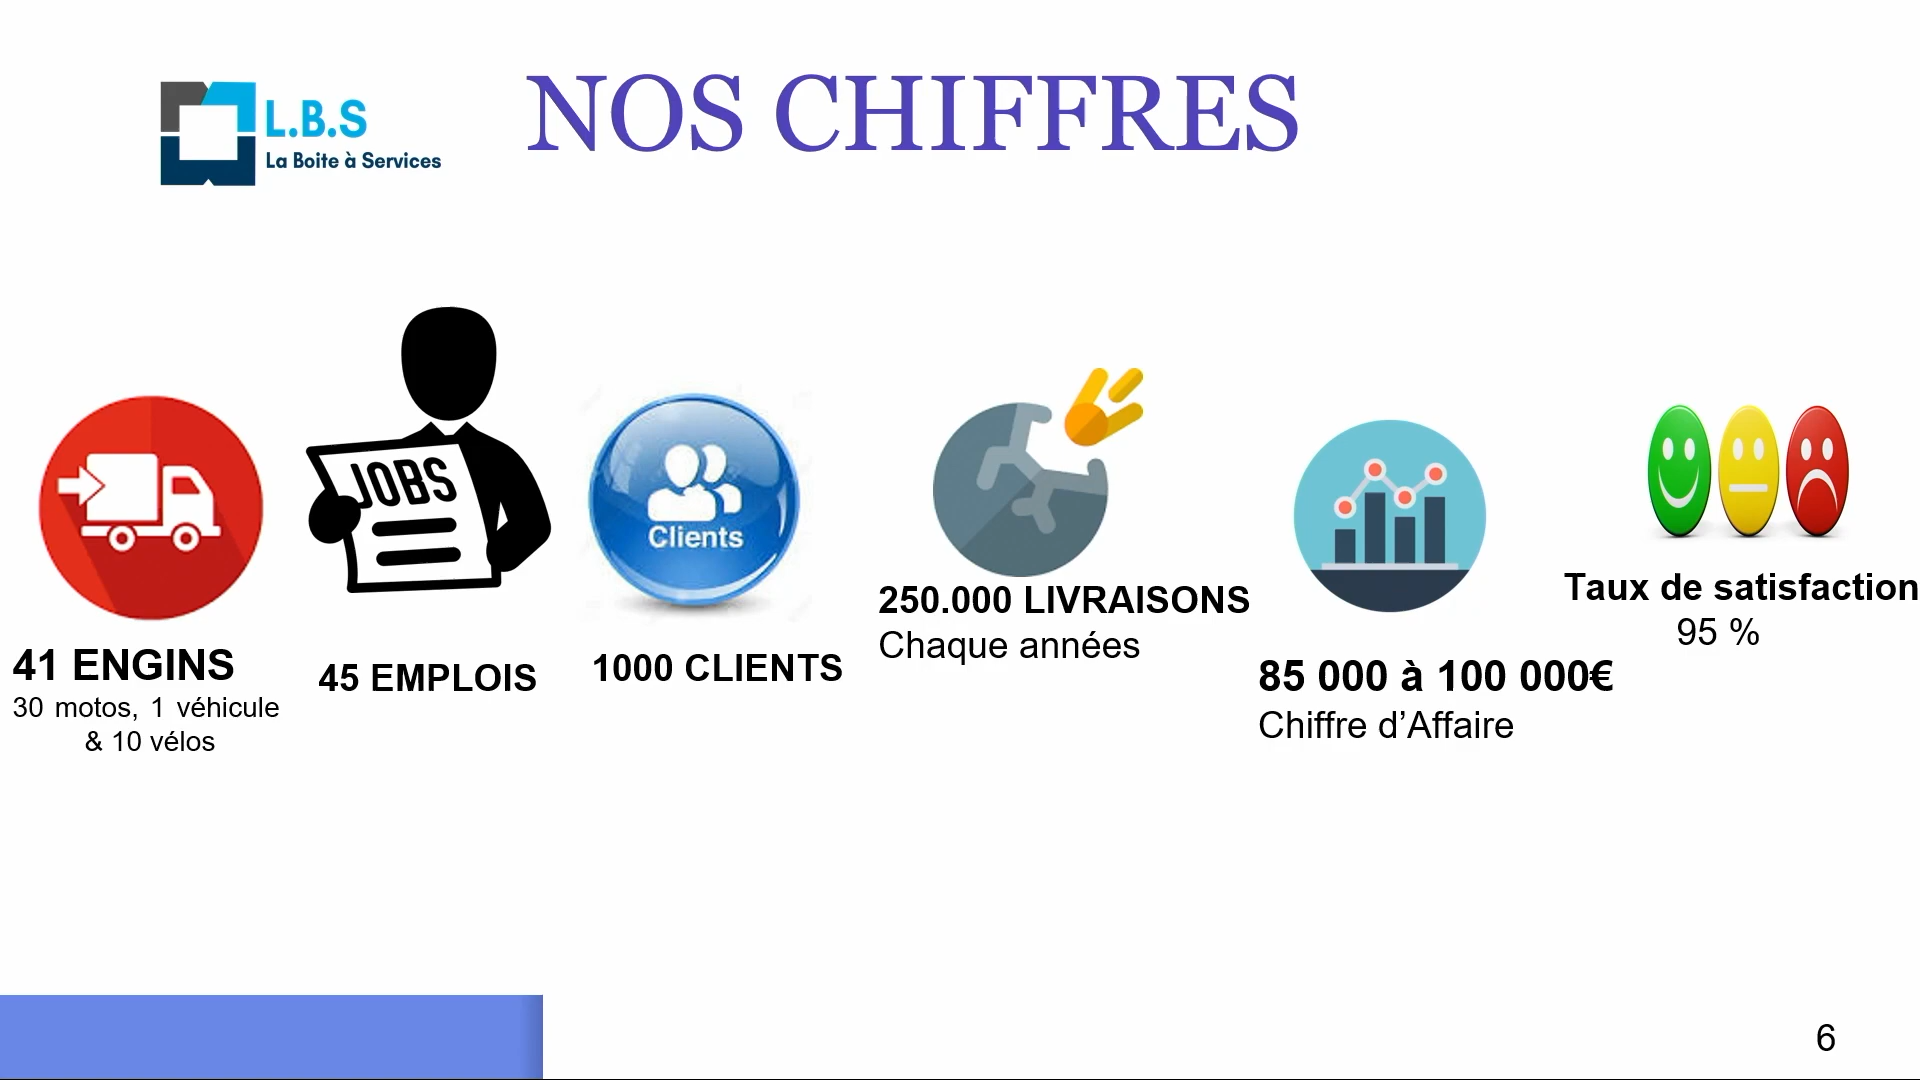 L.B.S
La Boite à Services
NOS CHIFFRES
JOBS
Clients
41 ENGINS
30 motos, 1 véhicule
& 10 vélos
45 EMPLOIS
1000 CLIENTS
250.000 LIVRAISONS
Chaque années
85 000 à 100 000€
Chiffre d’Affaire
Taux de satisfaction
95 %
6